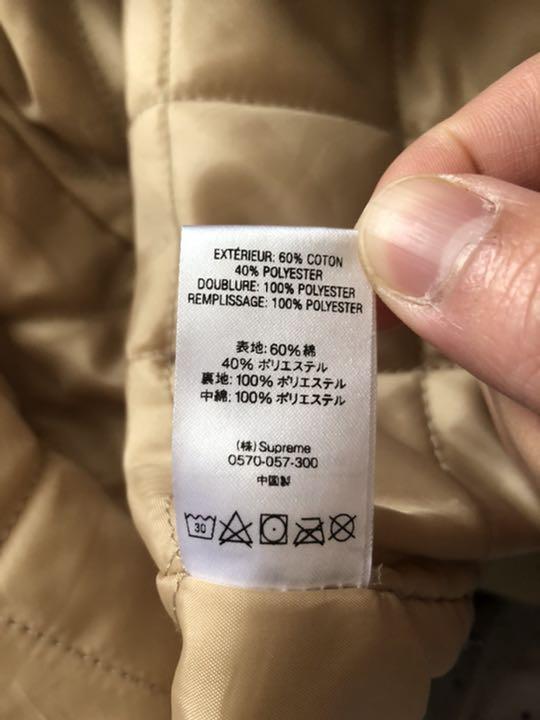 EXTÉRIEUR: 60% COTON
40% POLYESTER
DOUBLURE: 100% POLYESTER
REMPLISSAGE: 100% POLYESTER
表地: 60%綿
40% ポリエステル
裏地: 100% ポリエステル
中綿: 100% ポリエステル
(株) Supreme
0570-057-300
中国製
30